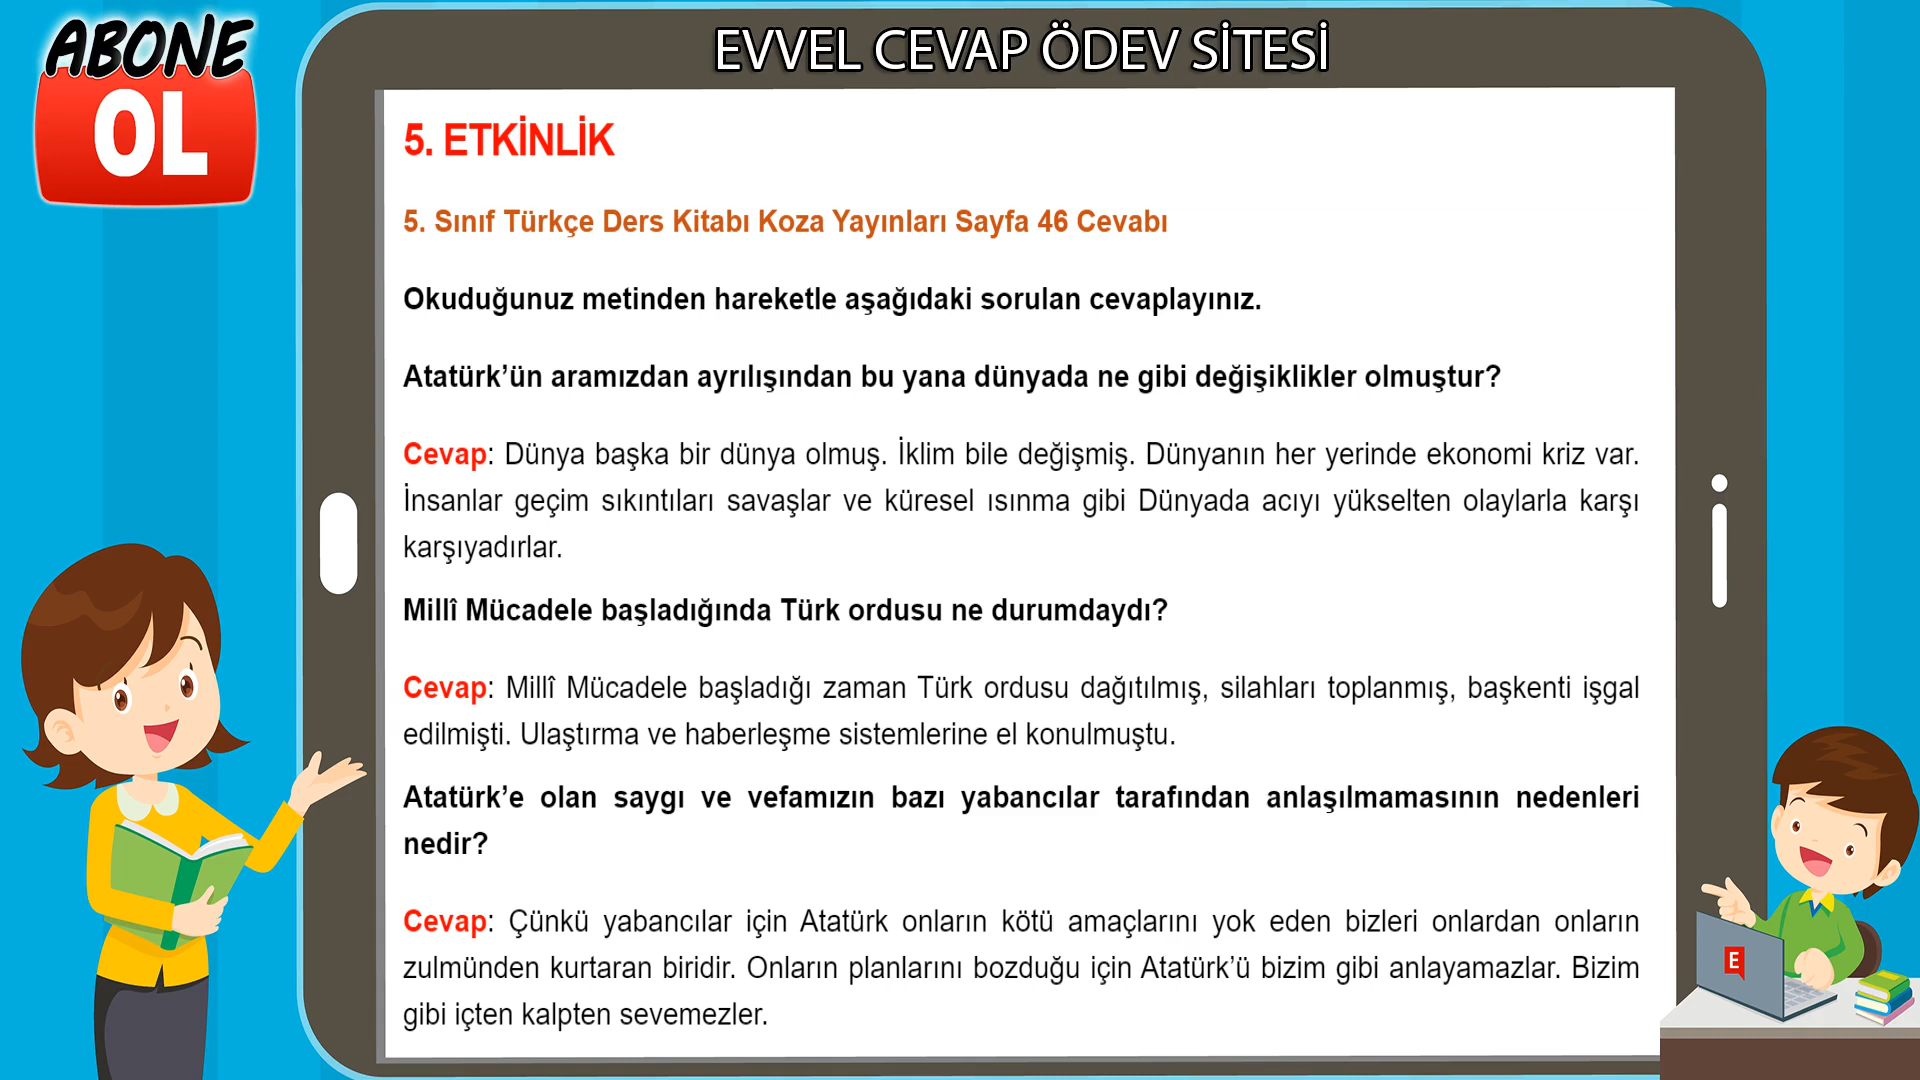 ABONE
OL
EVVEL CEVAP ÖDEV SİTESİ
5. ETKİNLİK
5. Sınıf Türkçe Ders Kitabı Koza Yayınları Sayfa 46 Cevabı
Okuduğunuz metinden hareketle aşağıdaki sorulan cevaplayınız.
Atatürk’ün aramızdan ayrılışından bu yana dünyada ne gibi değişiklikler olmuştur?
Cevap: Dünya başka bir dünya olmuş. İklim bile değişmiş. Dünyanın her yerinde ekonomi kriz var.
İnsanlar geçim sıkıntıları savaşlar ve küresel ısınma gibi Dünyada acıyı yükselten olaylarla karşı
karşıyadırlar.
Millî Mücadele başladığında Türk ordusu ne durumdaydı?
Cevap: Millî Mücadele başladığı zaman Türk ordusu dağıtılmış, silahları toplanmış, başkenti işgal
edilmişti. Ulaştırma ve haberleşme sistemlerine el konulmuştu.
Atatürk’e olan saygı ve vefamızın bazı yabancılar tarafından anlaşılmamasının nedenleri
nedir?
Cevap: Çünkü yabancılar için Atatürk onların kötü amaçlarını yok eden bizleri onlardan onların
zulmünden kurtaran biridir. Onların planlarını bozduğu için Atatürk’ü bizim gibi anlayamazlar. Bizim
gibi içten kalpten sevemezler.
E